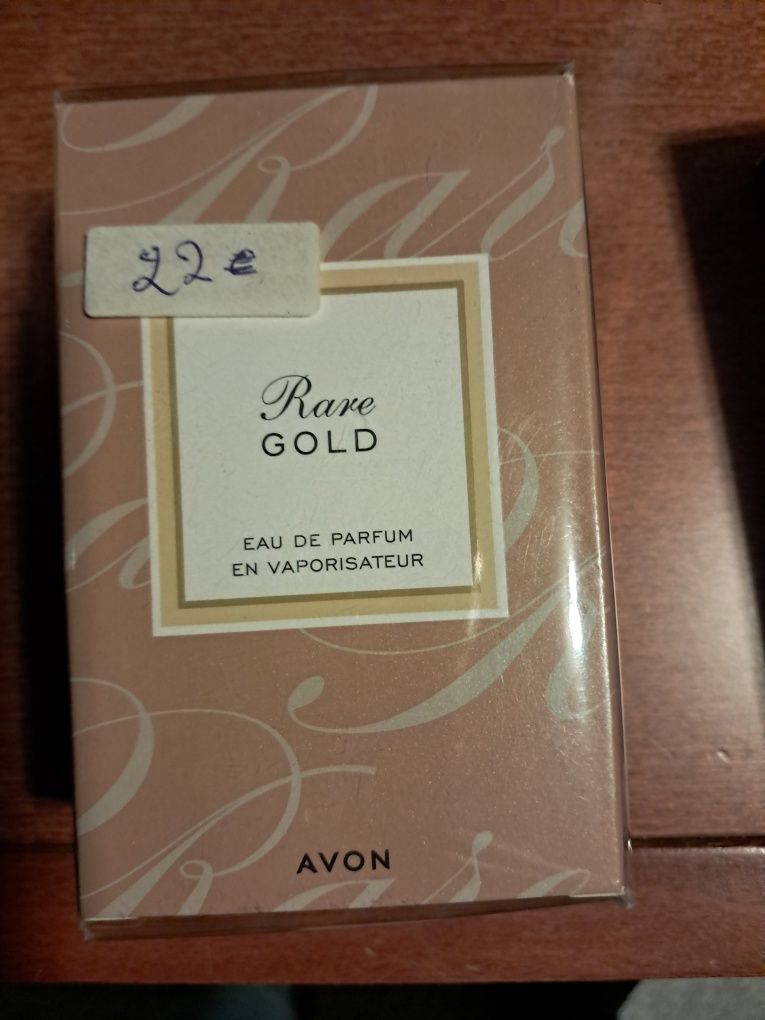 22€
Rare
GOLD
EAU DE PARFUM
EN VAPORISATEUR
AVON